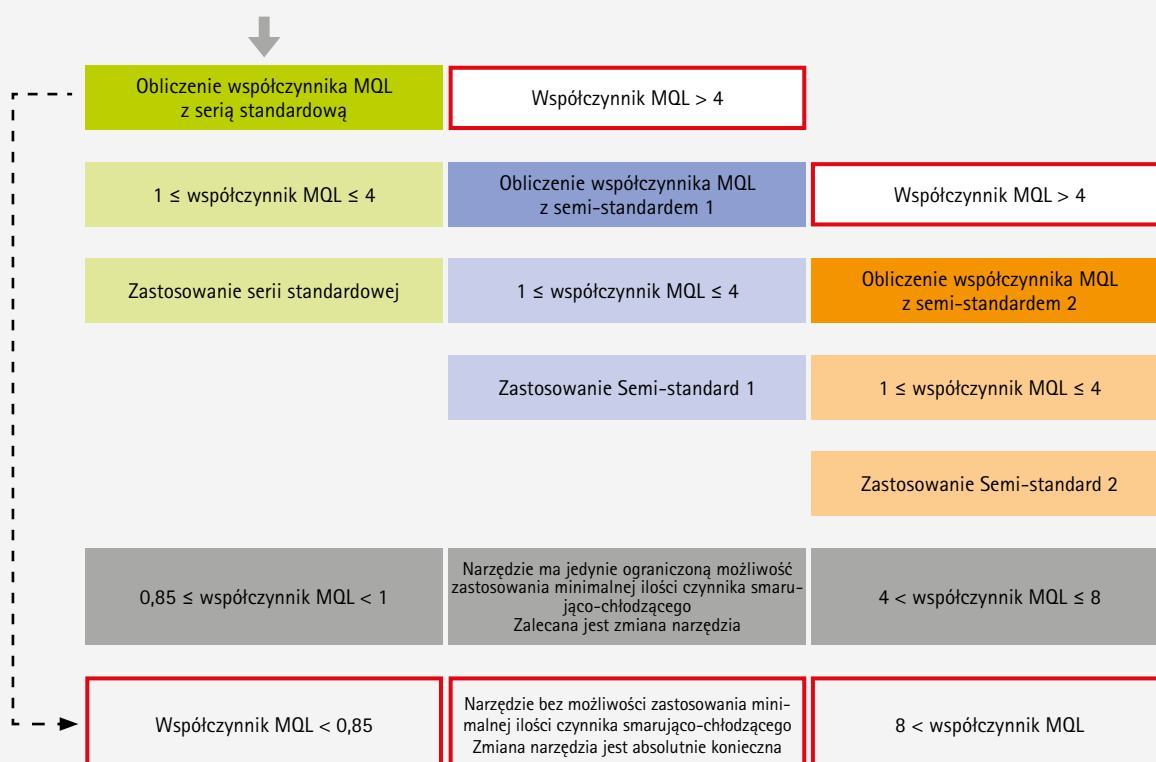 Obliczenie współczynnika MQL
z serią standardową
Współczynnik MQL > 4
1 ≤ współczynnik MQL ≤ 4
Obliczenie współczynnika MQL
z semi-standardem 1
Współczynnik MQL > 4
Zastosowanie serii standardowej
1 ≤ współczynnik MQL ≤ 4
Obliczenie współczynnika MQL
z semi-standardem 2
Zastosowanie Semi-standard 1
1 ≤ współczynnik MQL ≤ 4
Zastosowanie Semi-standard 2
0,85 ≤ współczynnik MQL < 1
Narzędzie ma jedynie ograniczoną możliwość
zastosowania minimalnej ilości czynnika smaru-
jąco-chłodzącego
Zalecana jest zmiana narzędzia
4 < współczynnik MQL ≤ 8
Współczynnik MQL < 0,85
Narzędzie bez możliwości zastosowania mini-
malnej ilości czynnika smarująco-chłodzącego
Zmiana narzędzia jest absolutnie konieczna
8 < współczynnik MQL